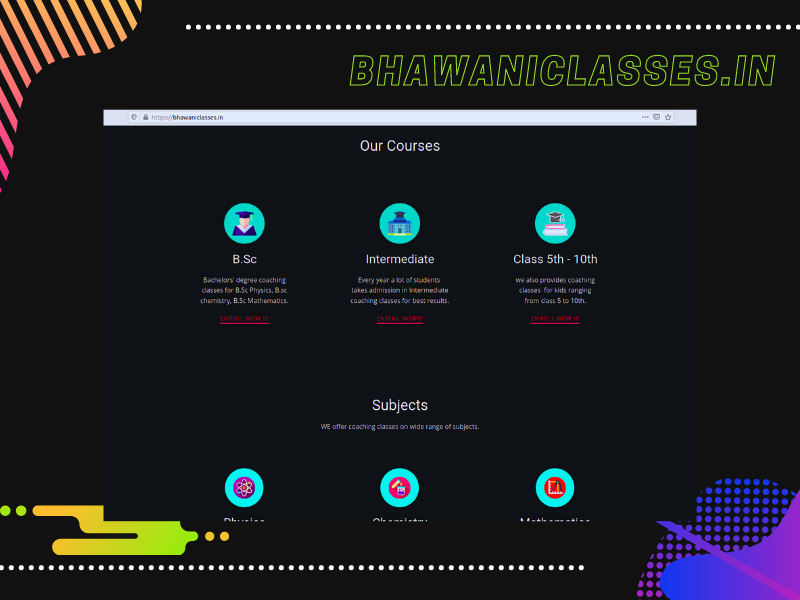 BHAWANICLASSES.IN
https://bhawaniclasses.in
Our Courses
B.Sc
Bachelors' degree coaching
classes for B.Sc Physics, B.sc
chemistry, B.Sc Mathematics.
ENROLL NOW !!!
Intermediate
Every year a lot of students
takes admission in Intermediate
coaching classes for best results.
ENROLL NOW!!!
Class 5th - 10th
we also provides coaching
classes for kids ranging
from class 5 to 10th.
ENROLL NOW !!!
Subjects
WE offer coaching classes on wide range of subjects.
Physics
Chemistry
Mathematics